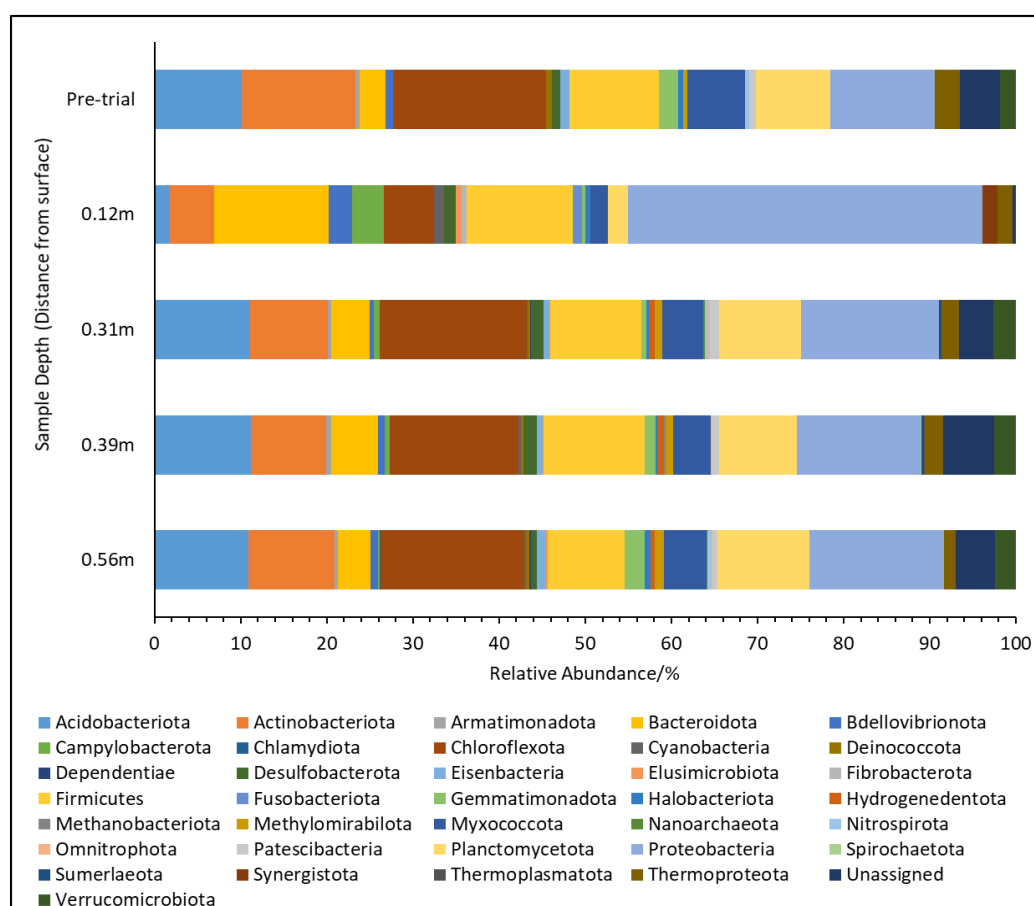 Pre-trial
0.12m
0.31m
0.39m
0.56m
Sample Depth (Distance from surface)
0 10 20 30 40 50 60 70 80 90 100
Relative Abundance/%
Acidobacteriota Actinobacteriota Armatimonadota Bacteroidota Bdellovibrionota
Campylobacterota Chlamydiota Chloroflexota Cyanobacteria Deinococcota
Dependentiae Desulfobacterota Eisenbacteria Elusimicrobiota Fibrobacterota
Firmicutes Fusobacteriota Gemmatimonadota Halobacteriota Hydrogenedentota
Methanobacteriota Methylomirabilota Myxococcota Nanoarchaeota Nitrospirota
Omnitrophota Patescibacteria Planctomycetota Proteobacteria Spirochaetota
Sumerlaeota Synergistota Thermoplasmatota Thermoproteota Unassigned
Verrucomicrobiota